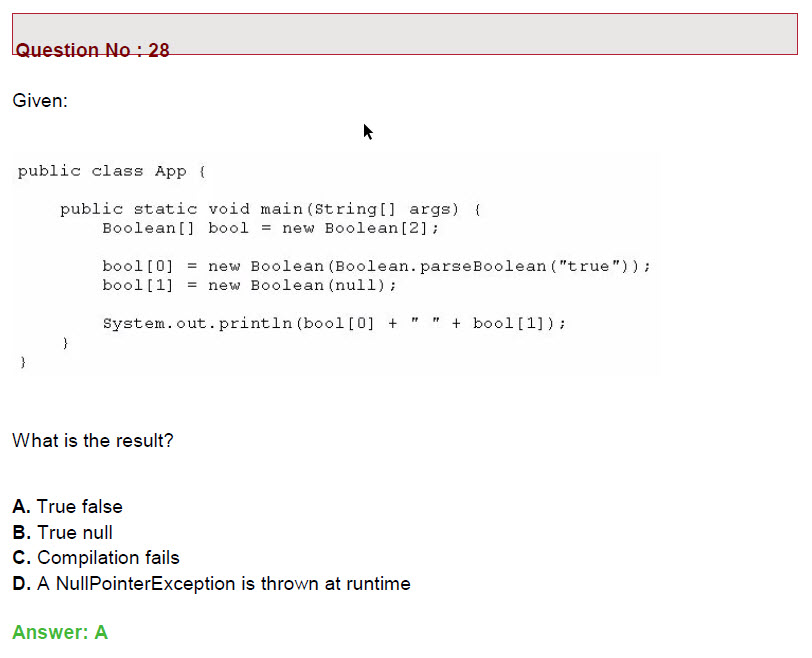 Question No : 28
Given:
public class App {
public static void main(String[] args) {
Boolean[] bool = new Boolean[2];
bool[0] = new Boolean(Boolean.parseBoolean("true"));
bool[1] = new Boolean(null);
System.out.println(bool[0] + " " + bool[1]);
}
}
What is the result?
A. True false
B. True null
C. Compilation fails
D. A NullPointerException is thrown at runtime
Answer: A